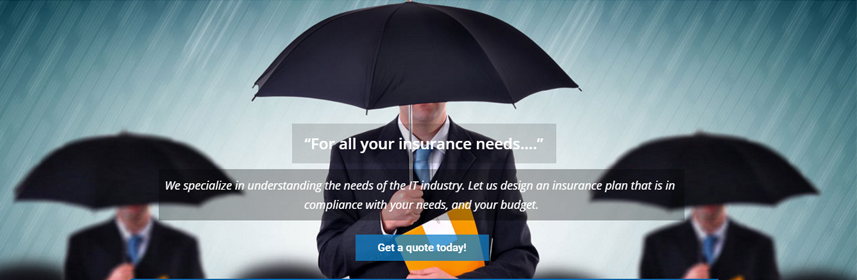 “For all your insurance needs....”
We specialize in understanding the needs of the IT industry. Let us design an insurance plan that is in
compliance with your needs, and your budget.
Get a quote today!